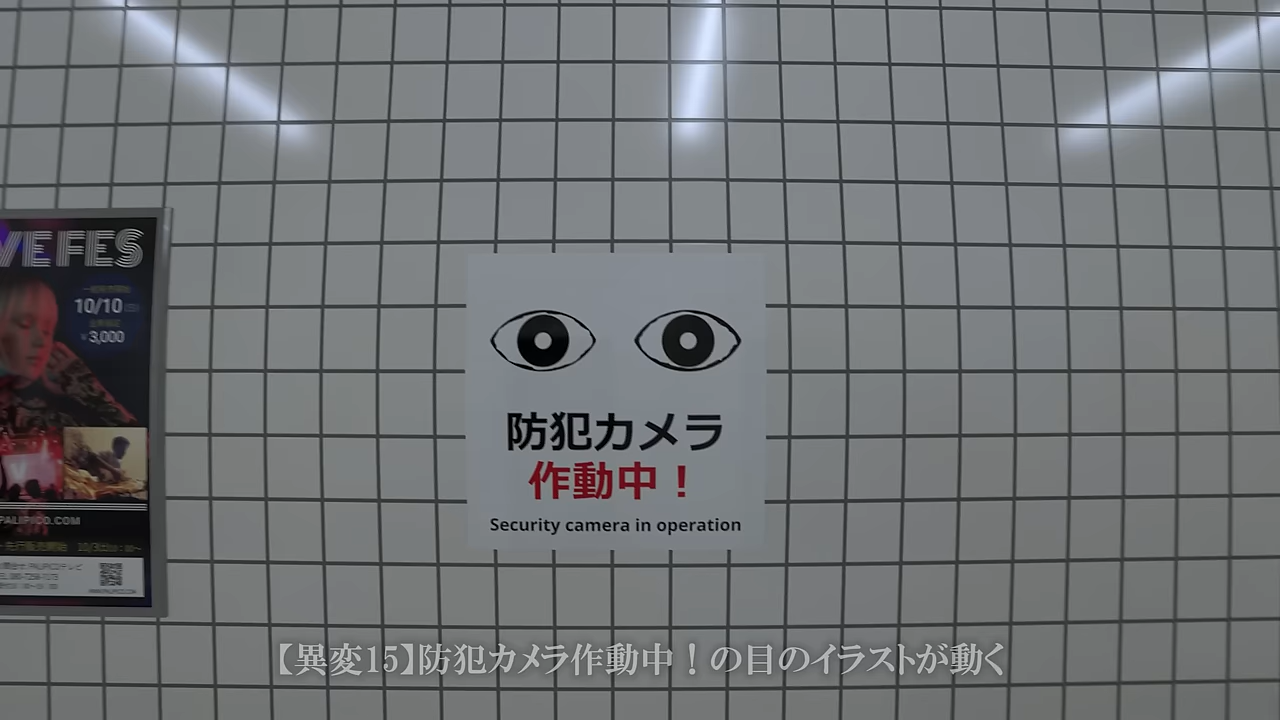 VE FES
10/10
¥3,000
防犯カメラ
作動中！
Security camera in operation
PALIPICO.COM
【異変15】防犯カメラ作動中！の目のイラストが動く